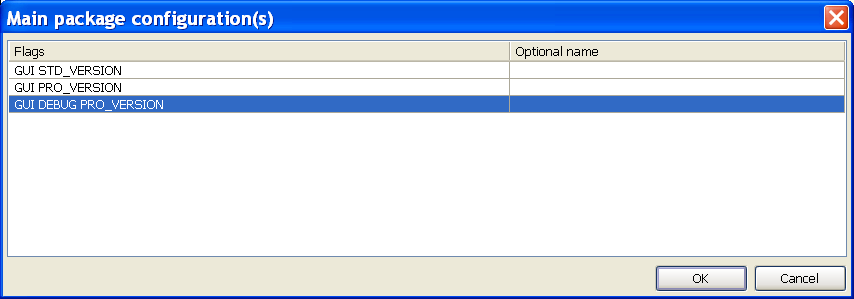 Main package configuration(s)
Flags Optional name
GUI STD_VERSION
GUI PRO_VERSION
GUI DEBUG PRO_VERSION
OK Cancel